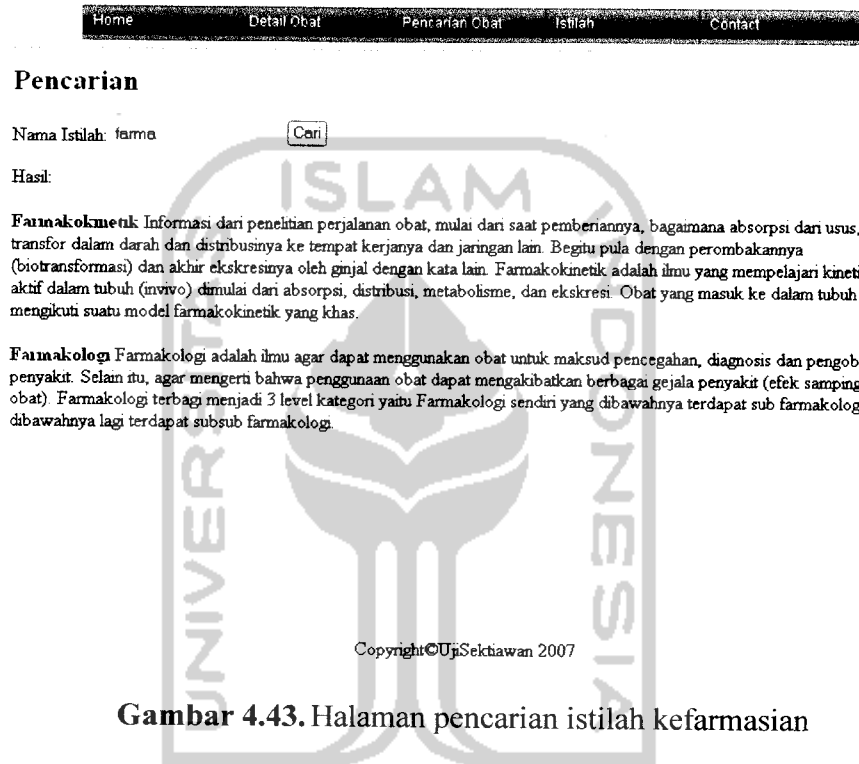 Home Detail Obat Pencarian Obat Istilah Contact
Pencarian
Nama Istilah: farma Cari
Hasil:
Farmakokinetik Informasi dari penelitian perjalanan obat, mulai dari saat pemberiannya, bagaimana absorpsi dari usus,
transfor dalam darah dan distribusinya ke tempat kerjanya dan jaringan lain. Begitu pula dengan perombakannya
(biotransformasi) dan akhir ekskresinya oleh ginjal dengan kata lain. Farmakokinetik adalah ilmu yang mempelajari kineti
aktif dalam tubuh (invivo) dimulai dari absorpsi, distribusi, metabolisme, dan ekskresi. Obat yang masuk ke dalam tubuh
mengikuti suatu model farmakokinetik yang khas.
Farmakologi Farmakologi adalah ilmu agar dapat menggunakan obat untuk maksud pencegahan, diagnosis dan pengob
penyakit. Selain itu, agar mengerti bahwa penggunaan obat dapat mengakibatkan berbagai gejala penyakit (efek samping
obat). Farmakologi terbagi menjadi 3 level kategori yaitu Farmakologi sendiri yang dibawahnya terdapat sub farmakolog
dibawahnya lagi terdapat subsub farmakologi.
Copyright©UjiSektiawan 2007
Gambar 4.43. Halaman pencarian istilah kefarmasian
ISLAM
UNIVERSITAS
INDONESIA